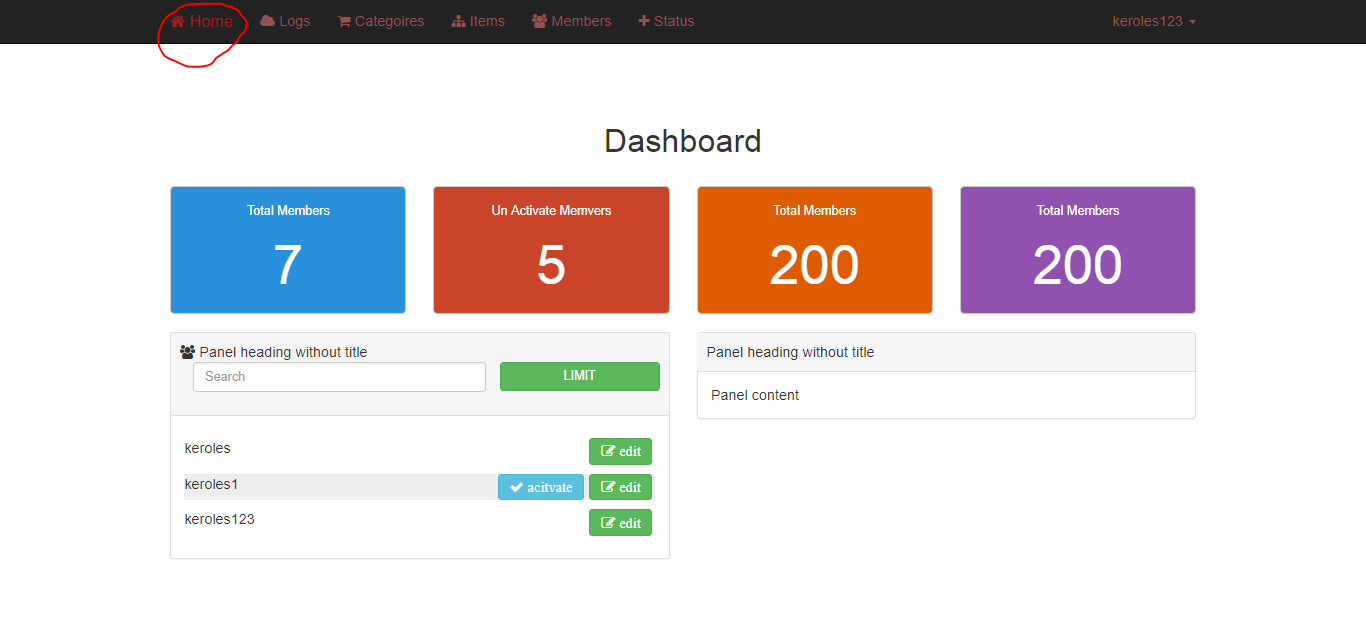 Home Logs Categoires Items Members Status keroles123
Dashboard
Total Members Un Activate Memvers Total Members Total Members
7 5 200 200
Panel heading without title
Search LIMIT
keroles edit
keroles1 acitvate edit
keroles123 edit
Panel heading without title
Panel content